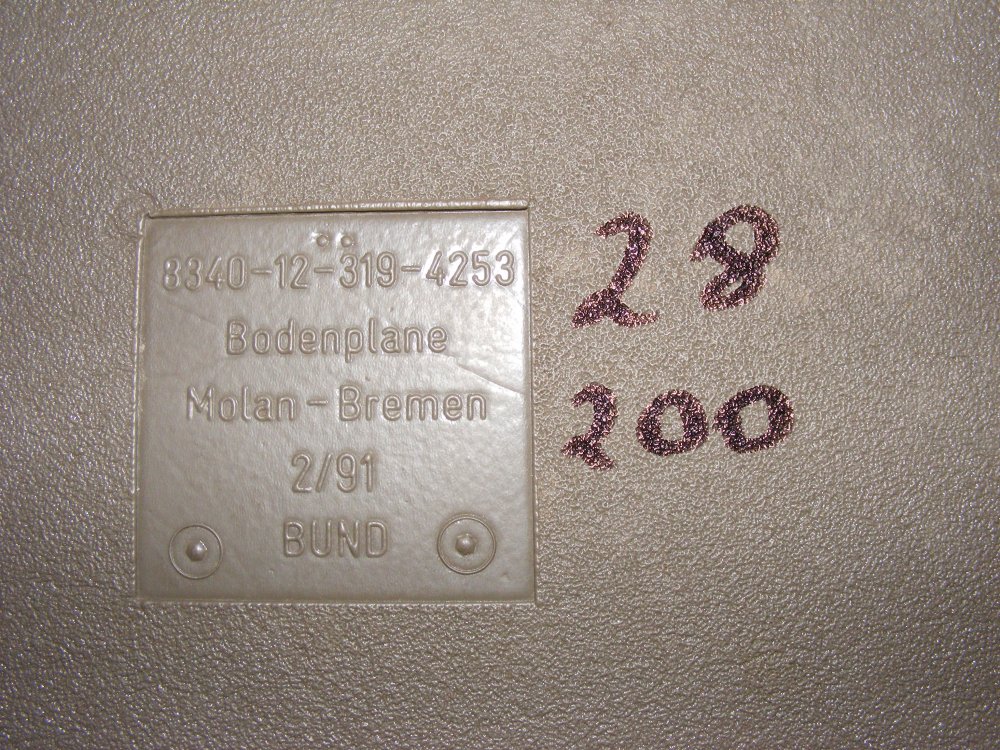 8340-12-319-4253
Bodenplane
Molan - Bremen
2/91
BUND
28
200